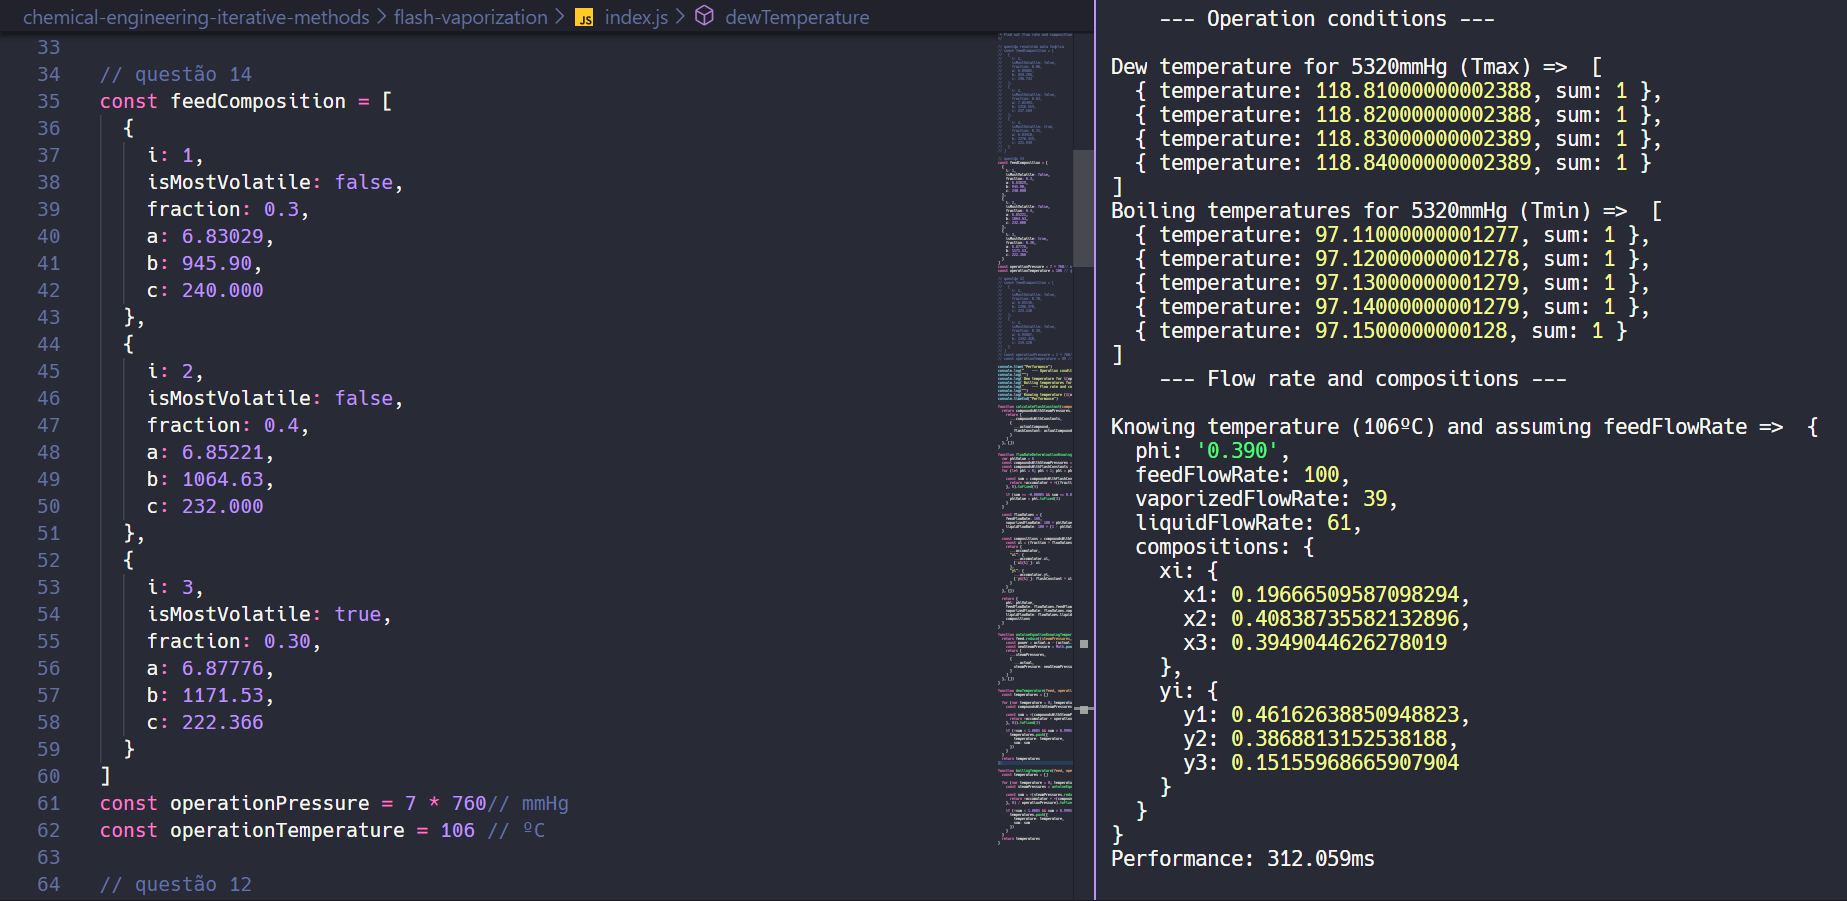 chemical-engineering-iterative-methods > flash-vaporization > JS index.js > dewTemperature
33
34 // questão 14
35 const feedComposition = [
36 {
37 i: 1,
38 isMostVolatile: false,
39 fraction: 0.3,
40 a: 6.83029,
41 b: 945.90,
42 c: 240.000
43 },
44 {
45 i: 2,
46 isMostVolatile: false,
47 fraction: 0.4,
48 a: 6.85221,
49 b: 1064.63,
50 c: 232.000
51 },
52 {
53 i: 3,
54 isMostVolatile: true,
55 fraction: 0.30,
56 a: 6.87776,
57 b: 1171.53,
58 c: 222.366
59 }
60 ]
61 const operationPressure = 7 * 760// mmHg
62 const operationTemperature = 106 // ºC
63
64 // questão 12
--- Operation conditions ---
Dew temperature for 5320mmHg (Tmax) => [
{ temperature: 118.81000000002388, sum: 1 },
{ temperature: 118.82000000002388, sum: 1 },
{ temperature: 118.83000000002389, sum: 1 },
{ temperature: 118.84000000002389, sum: 1 }
]
Boiling temperatures for 5320mmHg (Tmin) => [
{ temperature: 97.11000000001277, sum: 1 },
{ temperature: 97.12000000001278, sum: 1 },
{ temperature: 97.13000000001279, sum: 1 },
{ temperature: 97.14000000001279, sum: 1 },
{ temperature: 97.1500000000128, sum: 1 }
]
--- Flow rate and compositions ---
Knowing temperature (106ºC) and assuming feedFlowRate => {
phi: '0.390',
feedFlowRate: 100,
vaporizedFlowRate: 39,
liquidFlowRate: 61,
compositions: {
xi: {
x1: 0.19666509587098294,
x2: 0.40838735582132896,
x3: 0.3949044626278019
},
yi: {
y1: 0.46162638850948823,
y2: 0.3868813152538188,
y3: 0.15155968665907904
}
}
}
Performance: 312.059ms